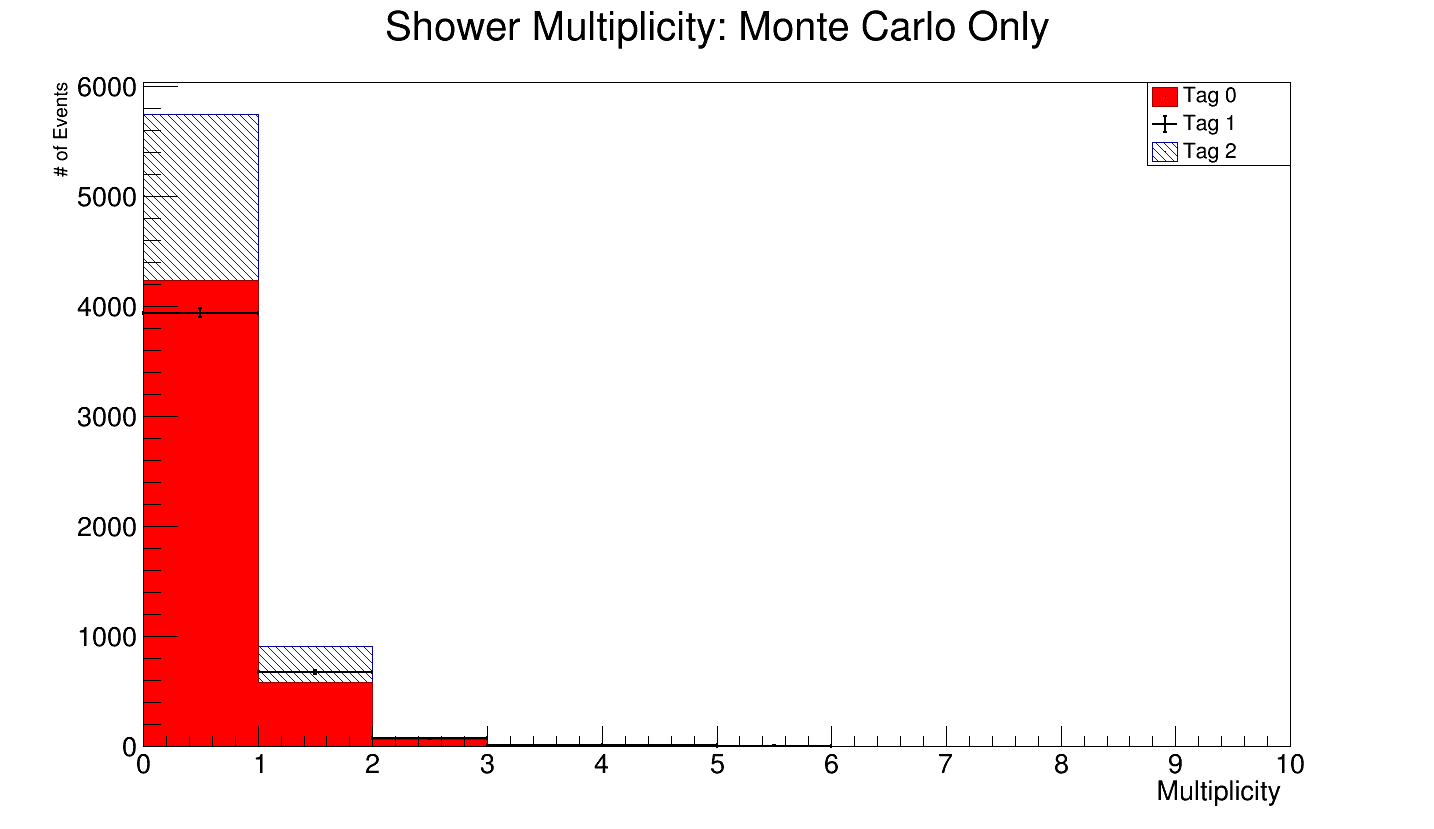 Shower Multiplicity: Monte Carlo Only
# of Events
6000
5000
4000
3000
2000
1000
0
Tag 0
Tag 1
Tag 2
0 1 2 3 4 5 6 7 8 9 10
Multiplicity